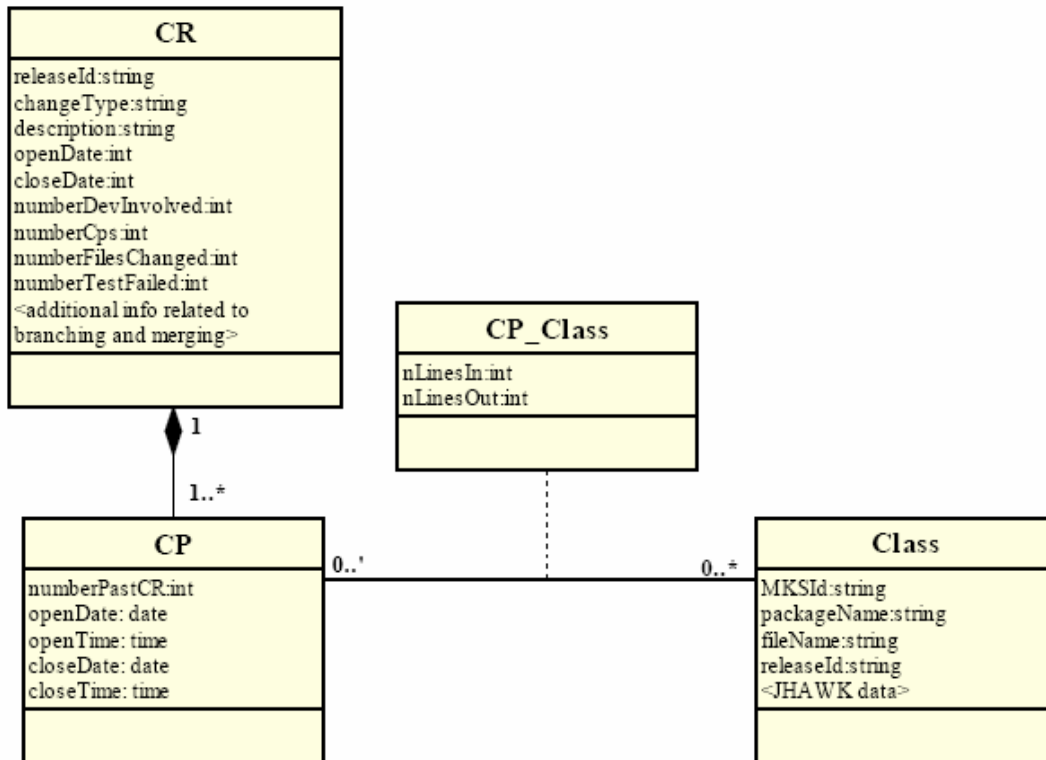 CR
releaseId:string
changeType:string
description:string
openDate:int
closeDate:int
numberDevInvolved:int
numberCps:int
numberFilesChanged:int
numberTestFailed:int
<additional info related to
branching and merging>
1
1..*
CP_Class
nLinesIn:int
nLinesOut:int
CP
numberPastCR:int
openDate: date
openTime: time
closeDate: date
closeTime: time
0..'
0..*
Class
MKSId:string
packageName:string
fileName:string
releaseId:string
<JHAWK data>